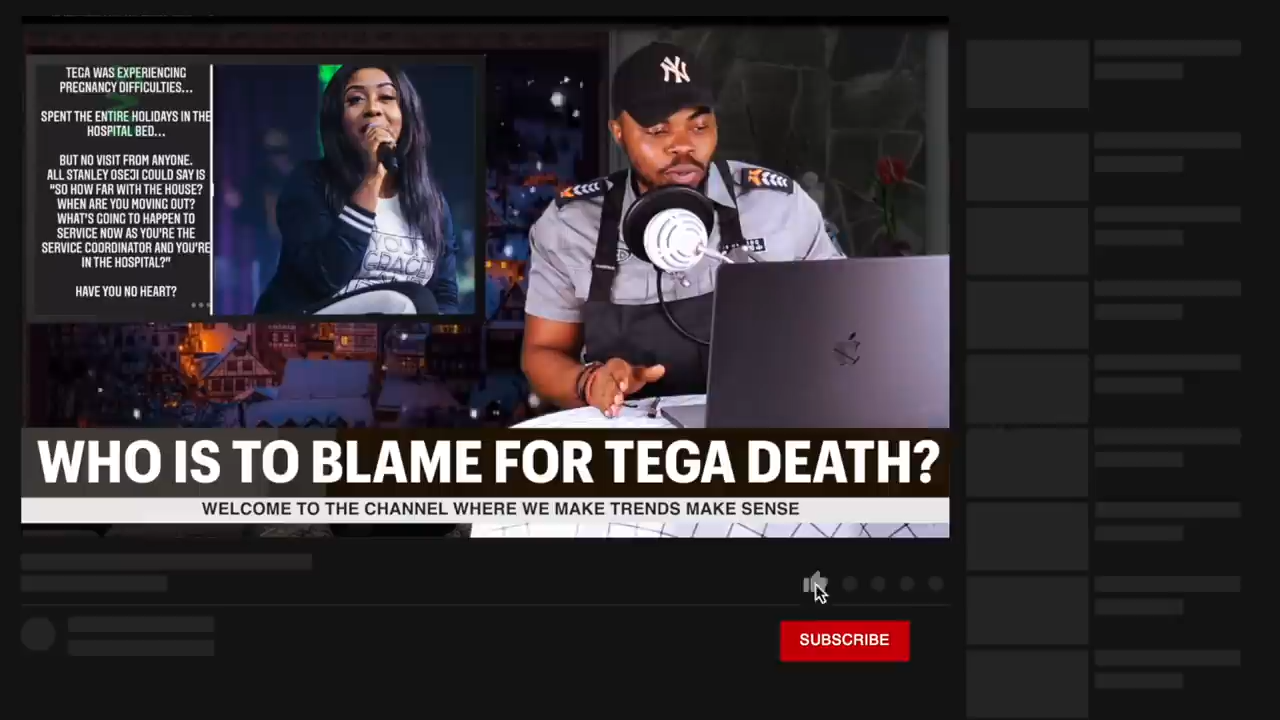 TEGA WAS EXPERIENCING
PREGNANCY DIFFICULTIES...
SPENT THE ENTIRE HOLIDAYS IN THE
HOSPITAL BED...
BUT NO VISIT FROM ANYONE.
ALL STANLEY OSEJI COULD SAY IS
"SO HOW FAR WITH THE HOUSE?
WHEN ARE YOU MOVING OUT?
WHAT'S GOING TO HAPPEN TO
SERVICE NOW AS YOU'RE THE
SERVICE COORDINATOR AND YOU'RE
IN THE HOSPITAL?"
HAVE YOU NO HEART?
NY
GRACE
WHO IS TO BLAME FOR TEGA DEATH?
WELCOME TO THE CHANNEL WHERE WE MAKE TRENDS MAKE SENSE
SUBSCRIBE